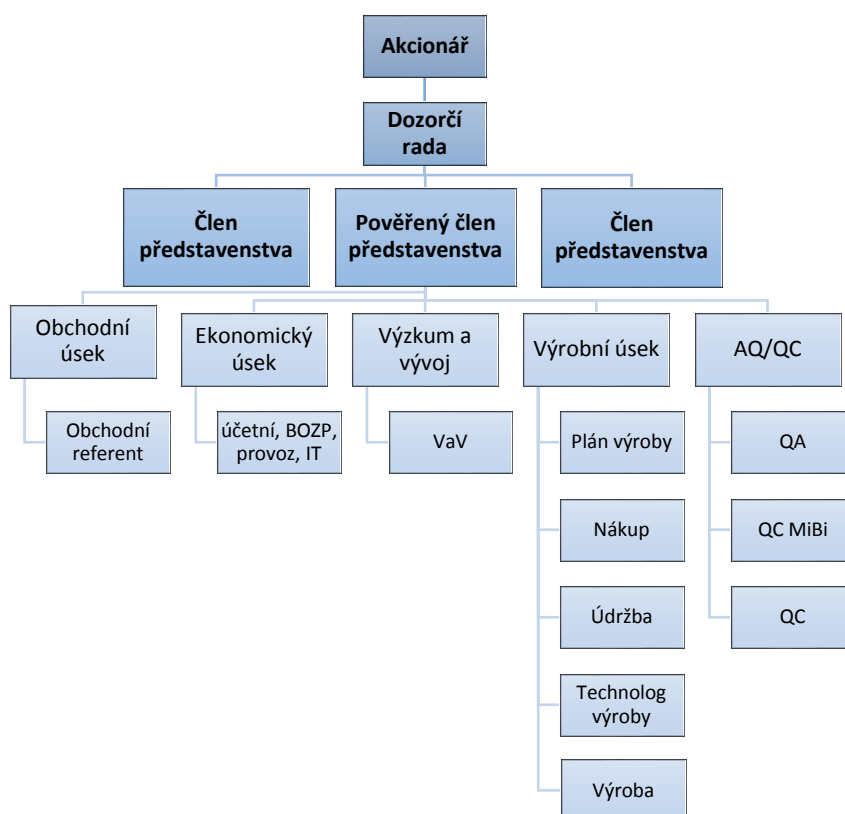 Akcionář
Dozorčí
rada
Člen
představenstva
Pověřený člen
představenstva
Člen
představenstva
Obchodní
úsek
Ekonomický
úsek
Výzkum a
vývoj
Výrobní úsek
AQ/QC
Obchodní
referent
účetní, BOZP,
provoz, IT
VaV
Plán výroby
QA
Nákup
QC MiBi
Údržba
QC
Technolog
výroby
Výroba